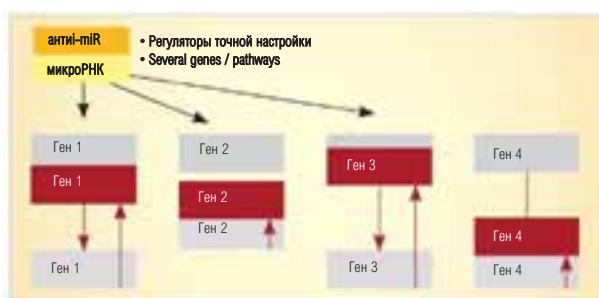 антиi-miR
• Регуляторы точной настройки
микроРНК
• Several genes / pathways
Ген 1
Ген 2
Ген 3
Ген 4
Ген 1
Ген 2
Ген 4
Ген 1
Ген 2
Ген 3
Ген 4